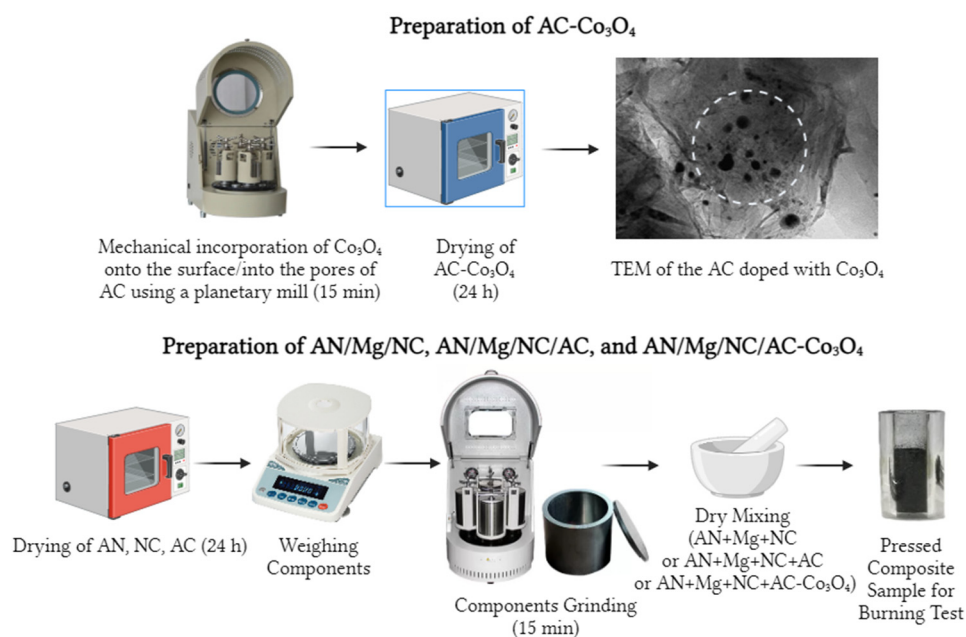 Preparation of AC-Co₃O₄
Mechanical incorporation of Co₃O₄
onto the surface/into the pores of
AC using a planetary mill (15 min)
Drying of
AC-Co₃O₄
(24 h)
TEM of the AC doped with Co₃O₄
Preparation of AN/Mg/NC, AN/Mg/NC/AC, and AN/Mg/NC/AC-Co₃O₄
Drying of AN, NC, AC (24 h)
Weighing
Components
Components Grinding
(15 min)
Dry Mixing
(AN+Mg+NC
or AN+Mg+NC+AC
or AN+Mg+NC+AC-Co₃O₄)
Pressed
Composite
Sample for
Burning Test